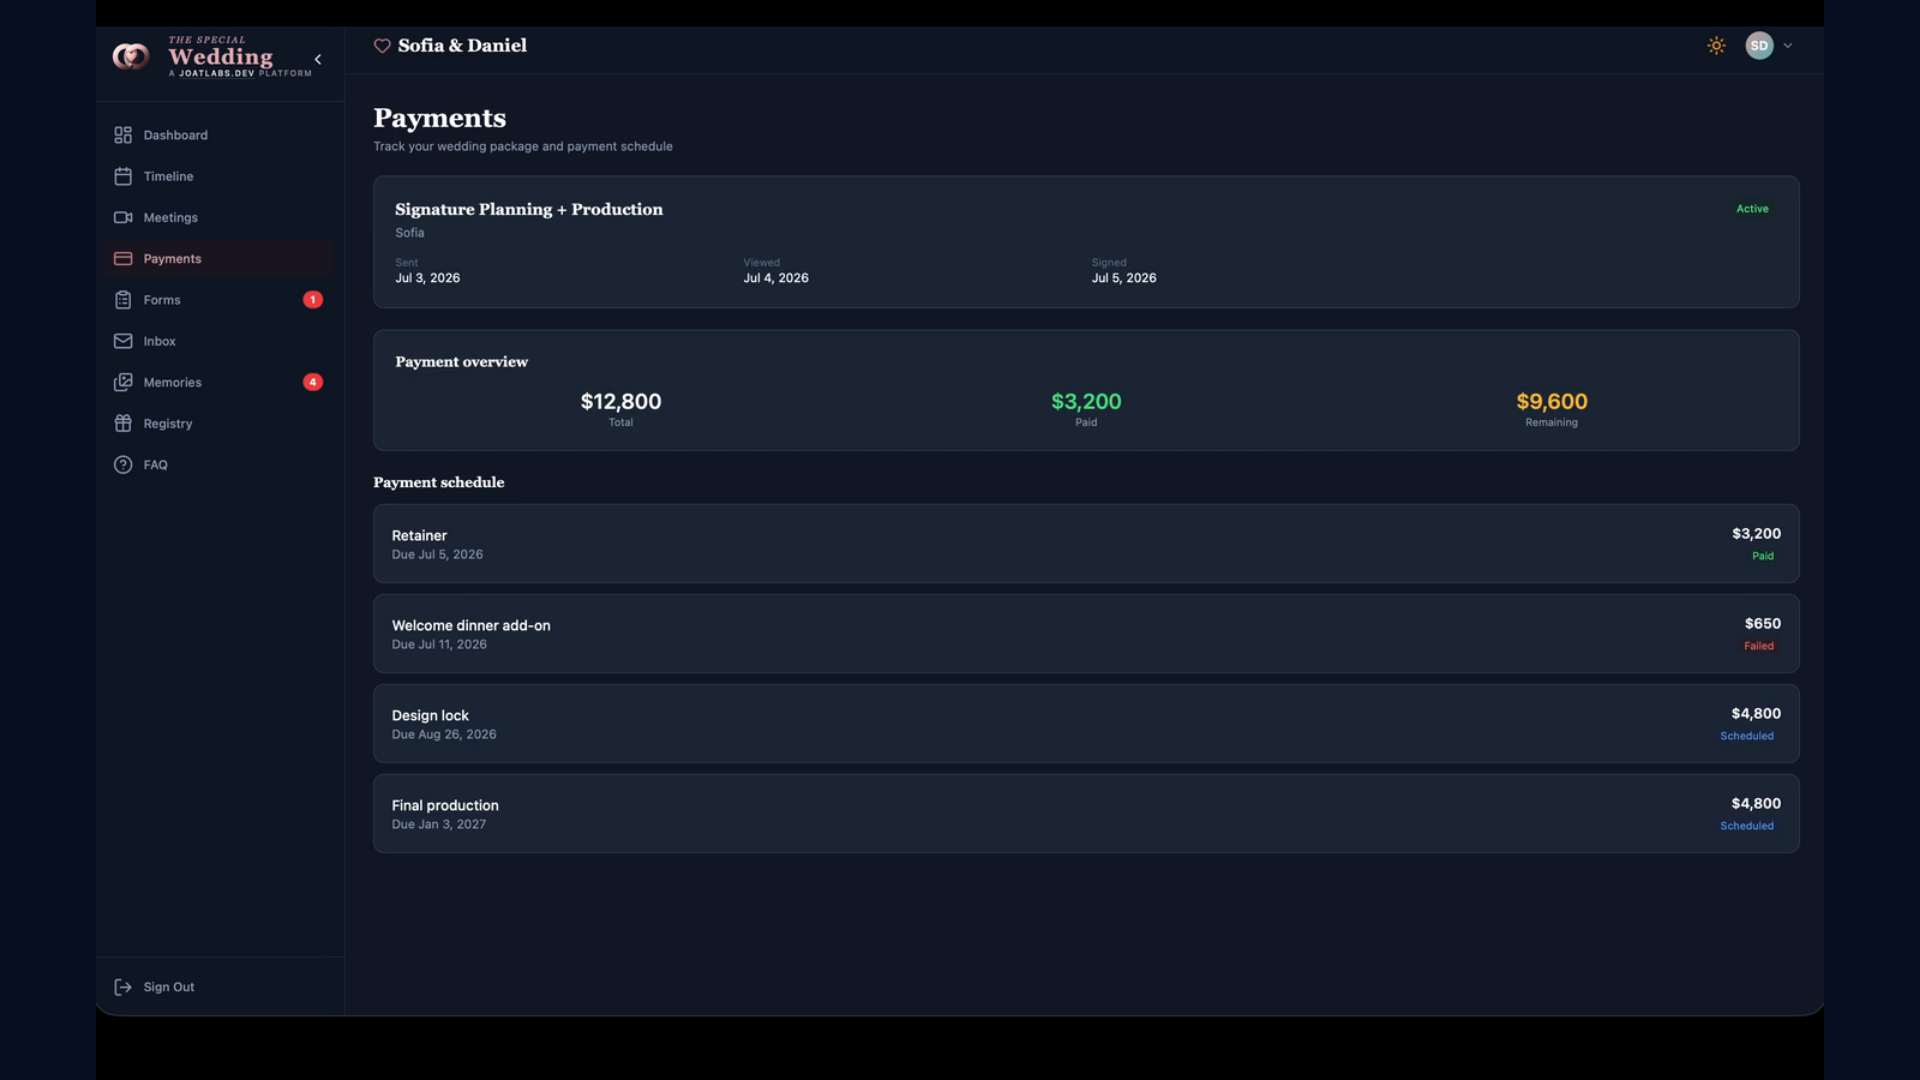 THE SPECIAL
Wedding
A JOATLABS.DEV PLATFORM
Sofia & Daniel
SD
Dashboard
Timeline
Meetings
Payments
Forms 1
Inbox
Memories 4
Registry
FAQ
Sign Out
Payments
Track your wedding package and payment schedule
Signature Planning + Production Active
Sofia
Sent Viewed Signed
Jul 3, 2026 Jul 4, 2026 Jul 5, 2026
Payment overview
$12,800 $3,200 $9,600
Total Paid Remaining
Payment schedule
Retainer $3,200
Due Jul 5, 2026 Paid
Welcome dinner add-on $650
Due Jul 11, 2026 Failed
Design lock $4,800
Due Aug 26, 2026 Scheduled
Final production $4,800
Due Jan 3, 2027 Scheduled